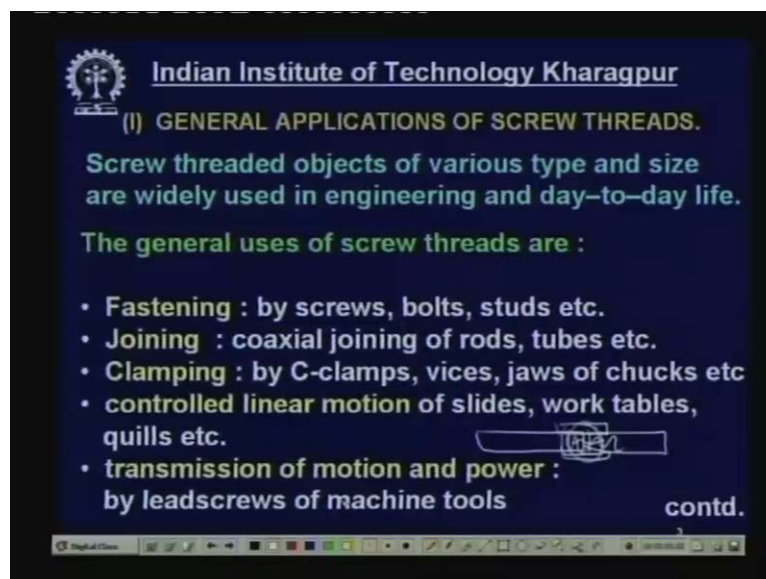 Indian Institute of Technology Kharagpur
(I) GENERAL APPLICATIONS OF SCREW THREADS.
Screw threaded objects of various type and size
are widely used in engineering and day–to–day life.
The general uses of screw threads are :
• Fastening : by screws, bolts, studs etc.
• Joining : coaxial joining of rods, tubes etc.
• Clamping : by C-clamps, vices, jaws of chucks etc
• controlled linear motion of slides, work tables,
quills etc.
• transmission of motion and power :
by leadscrews of machine tools
contd.
3
Digital Class